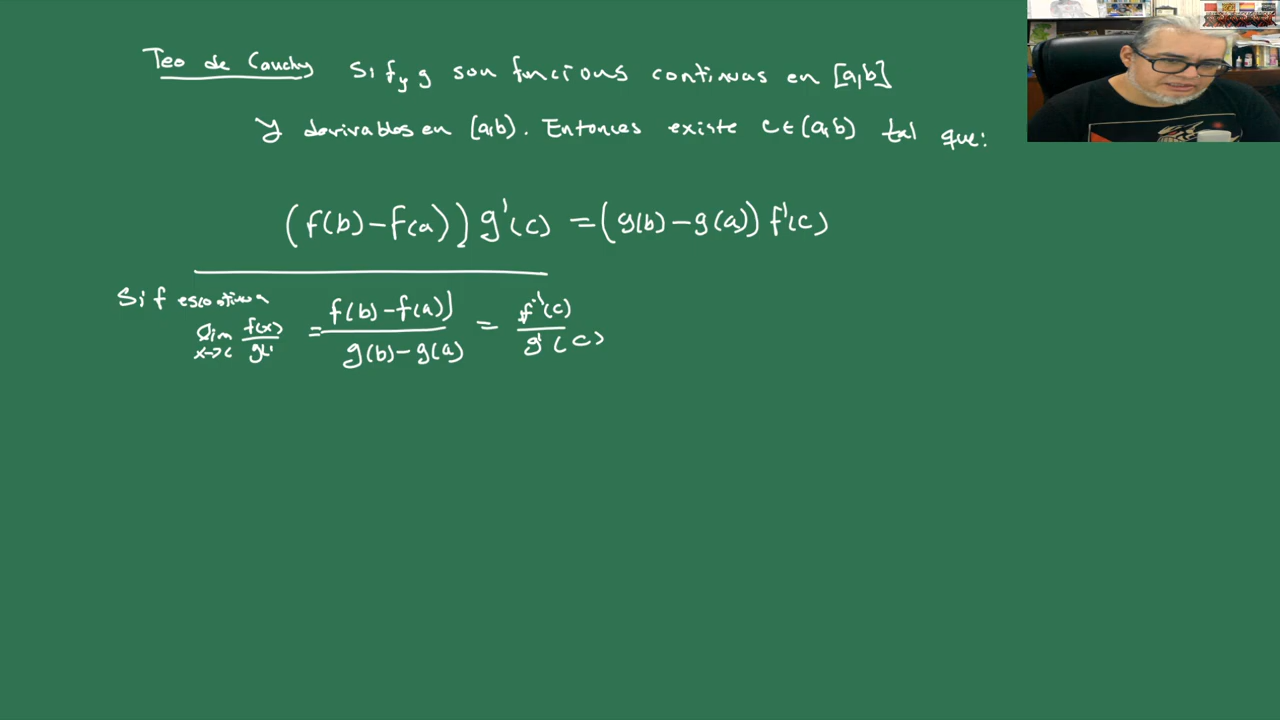 Teo de Cauchy Si f y g son funcions continuas en [a,b]
Y derivables en [a,b). Entonces existe c ∈ (a,b) tal que:
(f(b)-f(a)) g'(c) = (g(b)-g(a)) f'(c)
Si f es
lim x→c f(x)/g( = f(b)-f(a)) / g(b)-g(a) = f'(c) / g'(c)